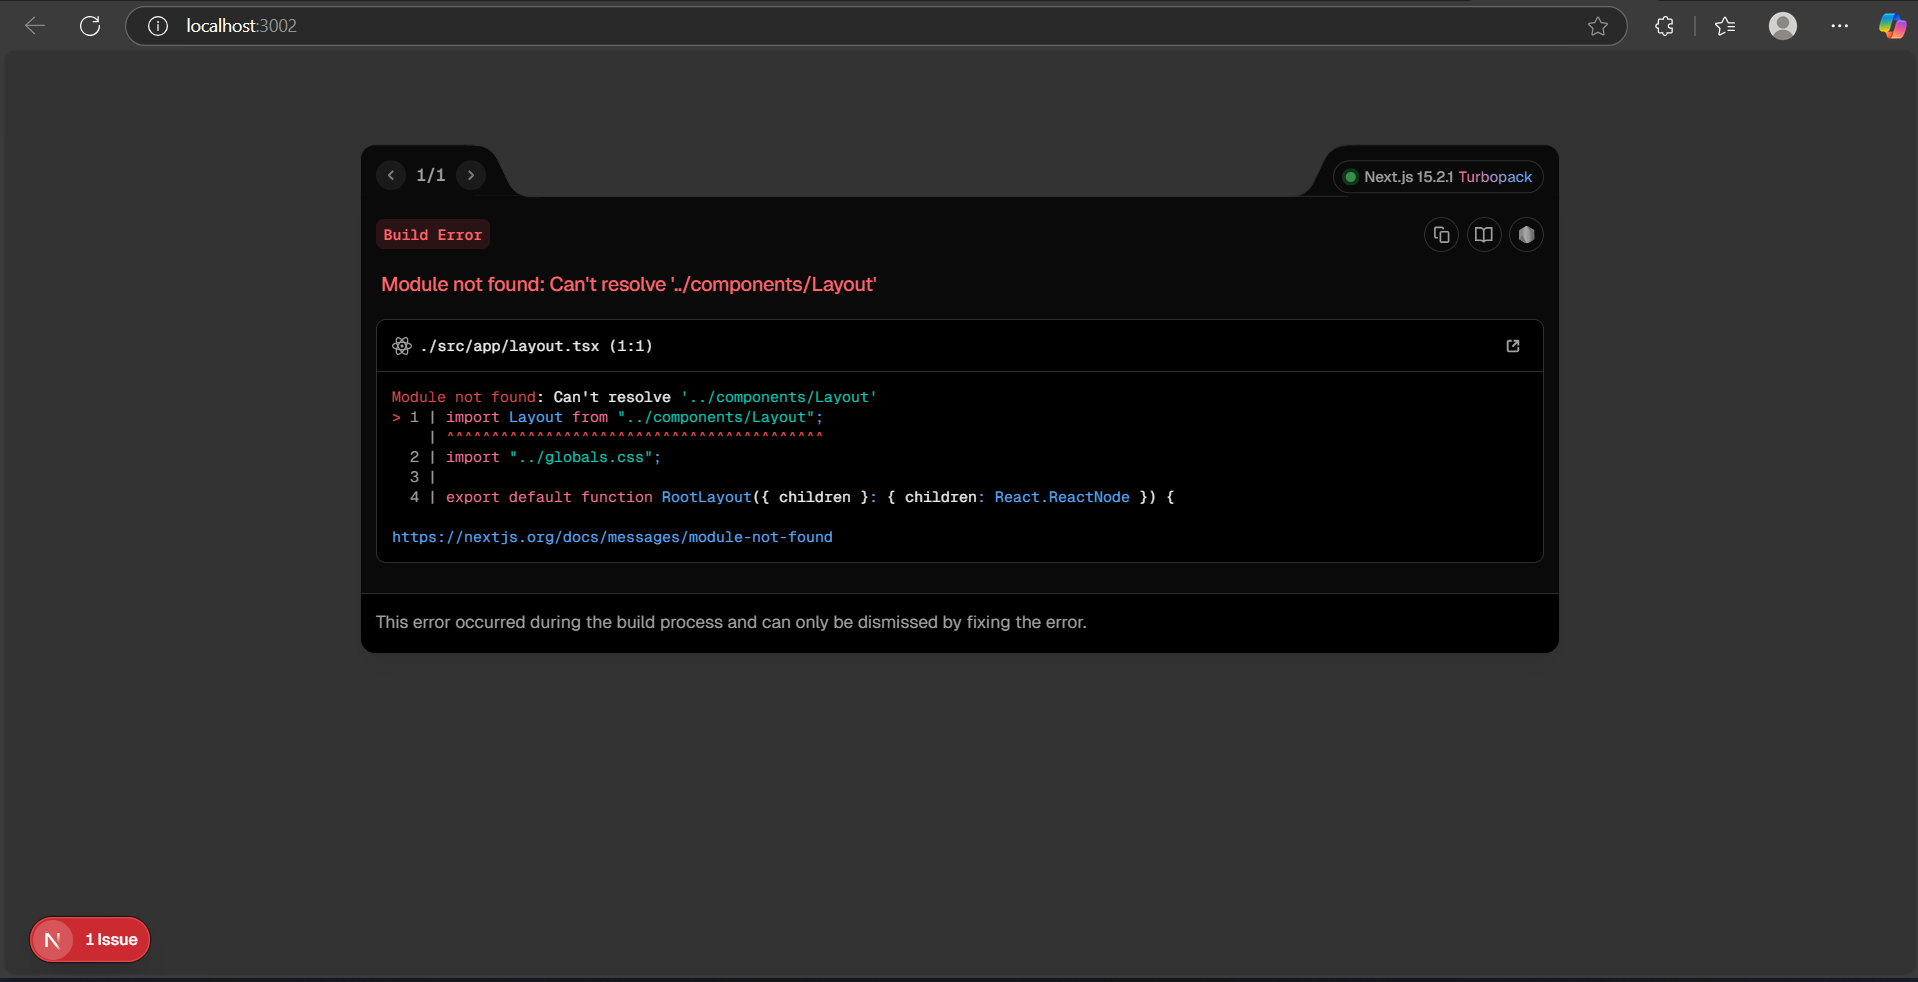 localhost:3002
1/1
Next.js 15.2.1 Turbopack
Build Error
Module not found: Can't resolve '../components/Layout'
./src/app/layout.tsx (1:1)
Module not found: Can't resolve '../components/Layout'
> 1 | import Layout from "../components/Layout";
    | ^^^^^^^^^^^^^^^^^^^^^^^^^^^^^^^^^^^^^^^^^^
  2 | import "../globals.css";
  3 |
  4 | export default function RootLayout({ children }: { children: React.ReactNode }) {
https://nextjs.org/docs/messages/module-not-found
This error occurred during the build process and can only be dismissed by fixing the error.
N 1 Issue